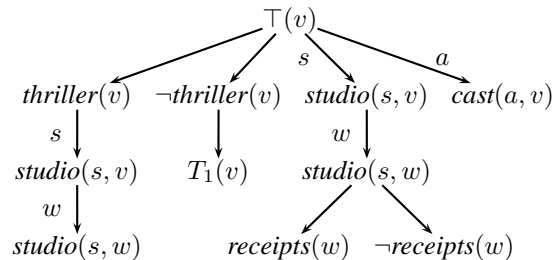 ⊤(v)
s a
thriller(v) ¬thriller(v) studio(s, v) cast(a, v)
s w
studio(s, v) T₁(v) studio(s, w)
w
studio(s, w) receipts(w) ¬receipts(w)